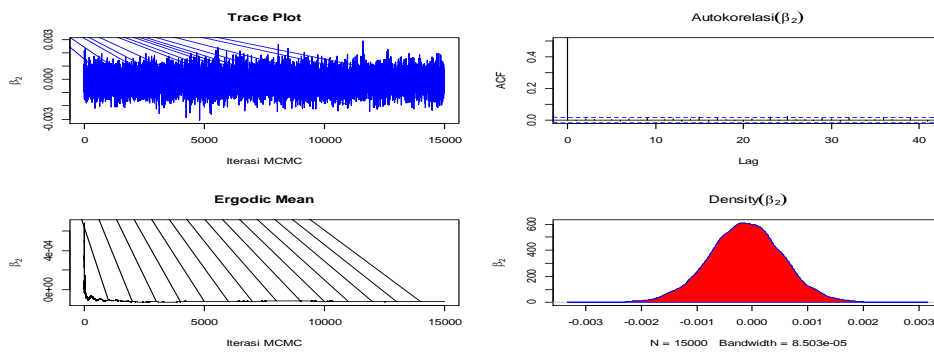 Trace Plot
β2
0.003
0.000
-0.003
0 5000 10000 15000
Iterasi MCMC
Autokorelasi(β2)
ACF
0.4
0.2
0.0
0 10 20 30 40
Lag
Ergodic Mean
β2
4e-04
0e+00
0 5000 10000 15000
Iterasi MCMC
Density(β2)
β2
600
400
200
0
-0.003 -0.002 -0.001 0.000 0.001 0.002 0.003
N = 15000 Bandwidth = 8.503e-05